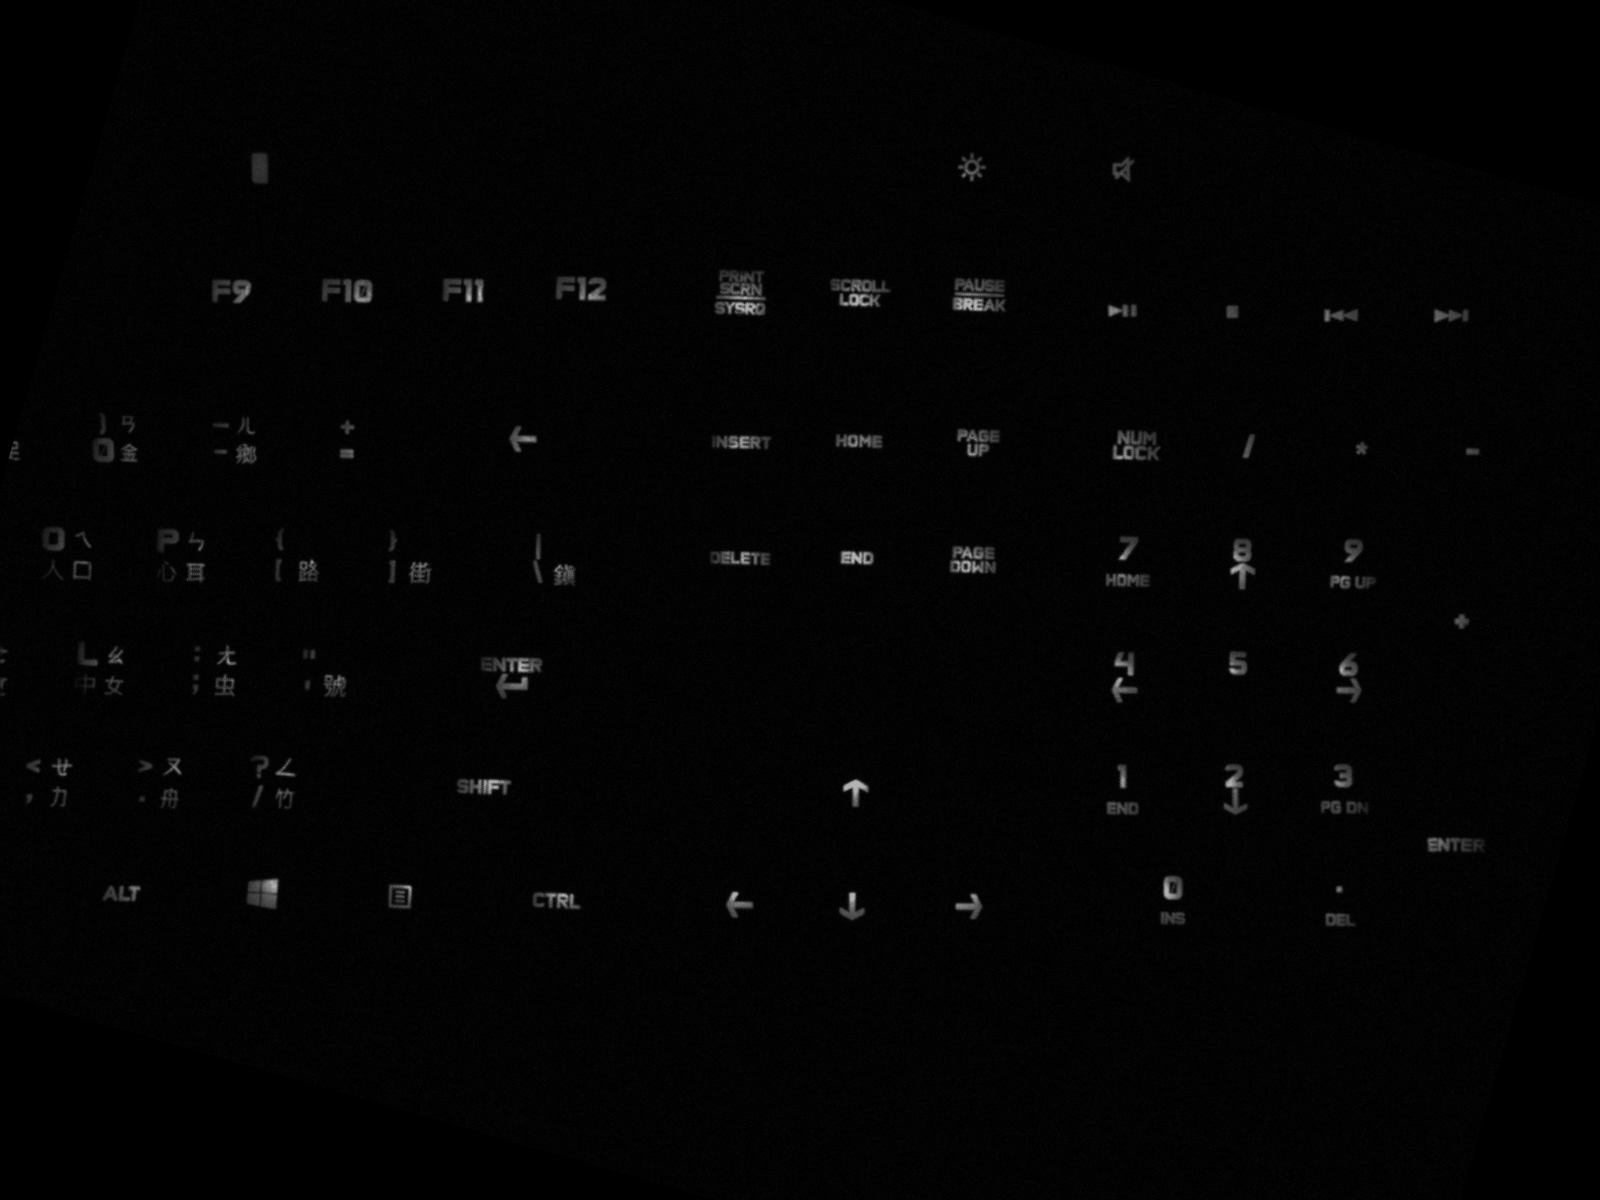 F9 F10 F11 F12 PRINT SCRN SYSRQ SCROLL LOCK PAUSE BREAK
) ㄢ 0 金 — ㄦ - 鄉 + = ← INSERT HOME PAGE UP NUM LOCK / * -
O ㄟ 人 口 P ㄣ 心 耳 { [ 路 } ] 街 | \ 鎭 DELETE END PAGE DOWN 7 HOME 8 ↑ 9 PG UP
+
L ㄠ 中 女 : ㄤ ; 虫 " ' 號 ENTER ↵ 4 ← 5 6 →
< ㄝ , 力 > ㄡ . 舟 ? ㄥ / 竹 SHIFT ↑ 1 END 2 ↓ 3 PG DN
ENTER
ALT CTRL ← ↓ → 0 INS . DEL